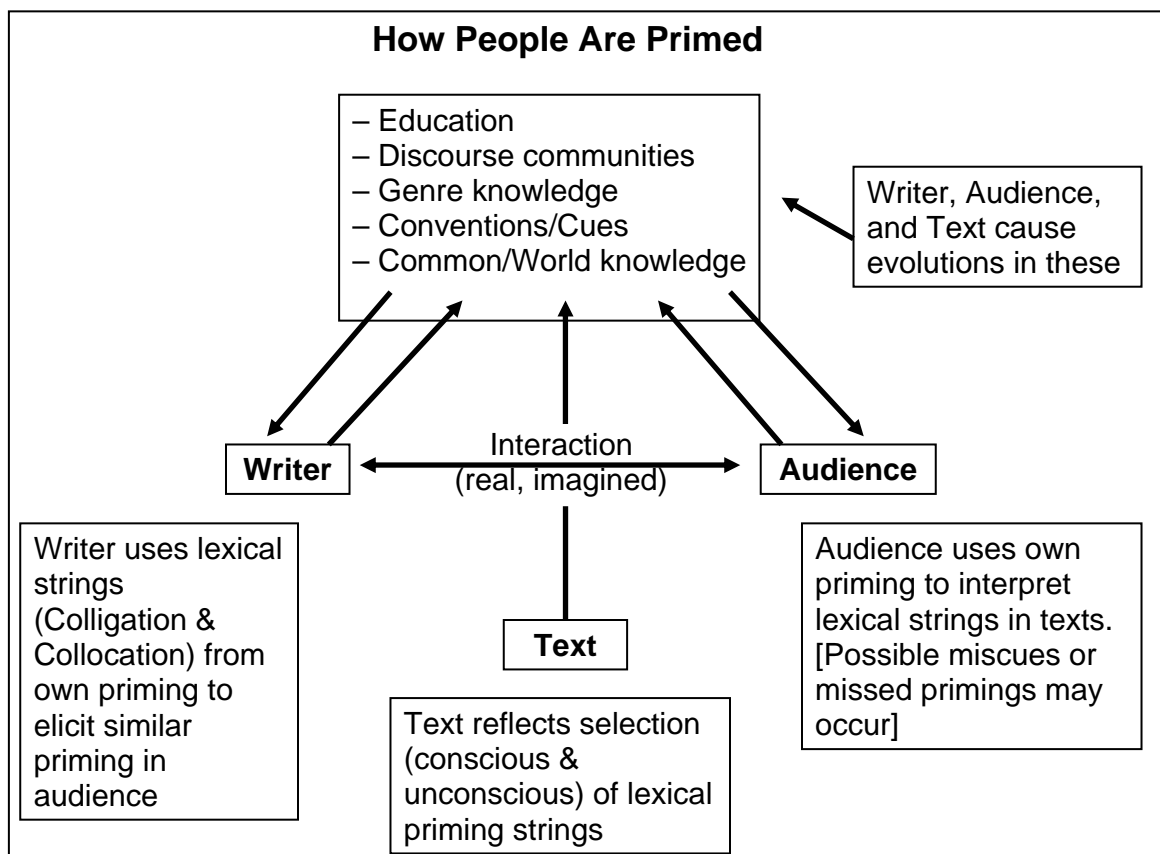 How People Are Primed
– Education
– Discourse communities
– Genre knowledge
– Conventions/Cues
– Common/World knowledge
Writer, Audience,
and Text cause
evolutions in these
Writer
Interaction
(real, imagined)
Audience
Writer uses lexical
strings
(Colligation &
Collocation) from
own priming to
elicit similar
priming in
audience
Text
Text reflects selection
(conscious &
unconscious) of lexical
priming strings
Audience uses own
priming to interpret
lexical strings in texts.
[Possible miscues or
missed primings may
occur]